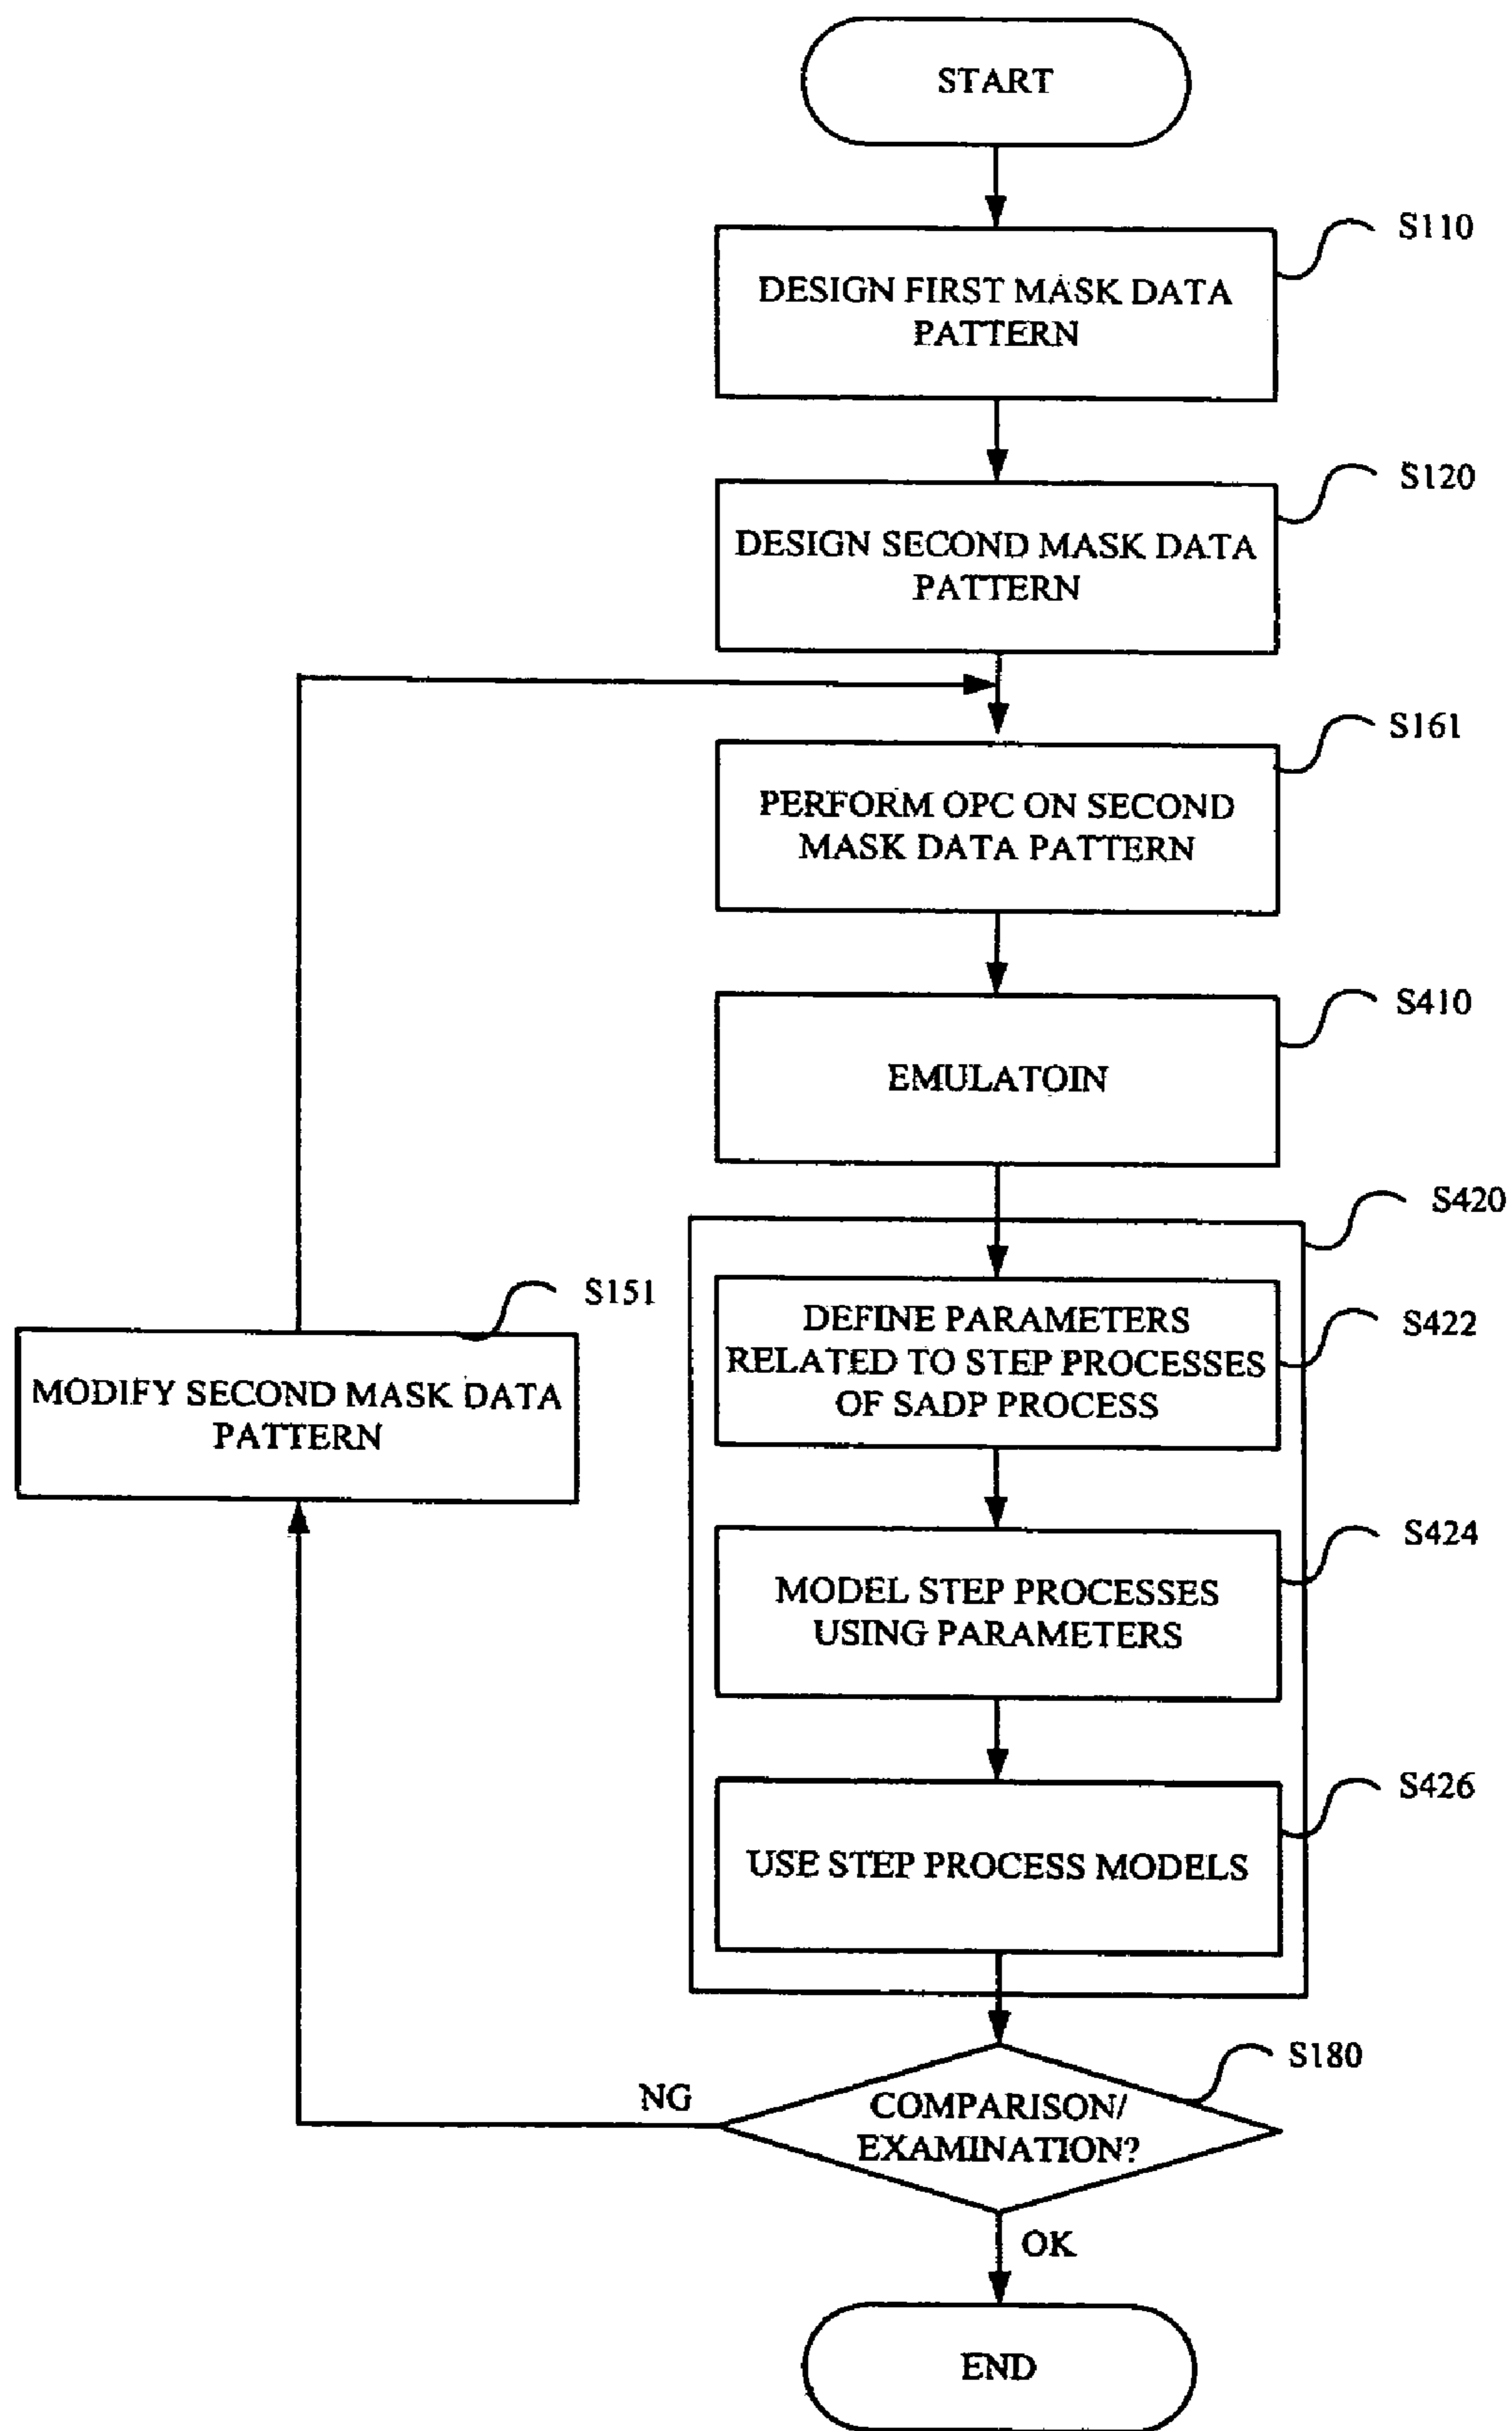 START
S110
DESIGN FIRST MASK DATA
PATTERN
S120
DESIGN SECOND MASK DATA
PATTERN
S161
PERFORM OPC ON SECOND
MASK DATA PATTERN
S410
EMULATOIN
S420
S422
DEFINE PARAMETERS
RELATED TO STEP PROCESSES
OF SADP PROCESS
S151
MODIFY SECOND MASK DATA
PATTERN
S424
MODEL STEP PROCESSES
USING PARAMETERS
S426
USE STEP PROCESS MODELS
S180
NG
COMPARISON/
EXAMINATION?
OK
END